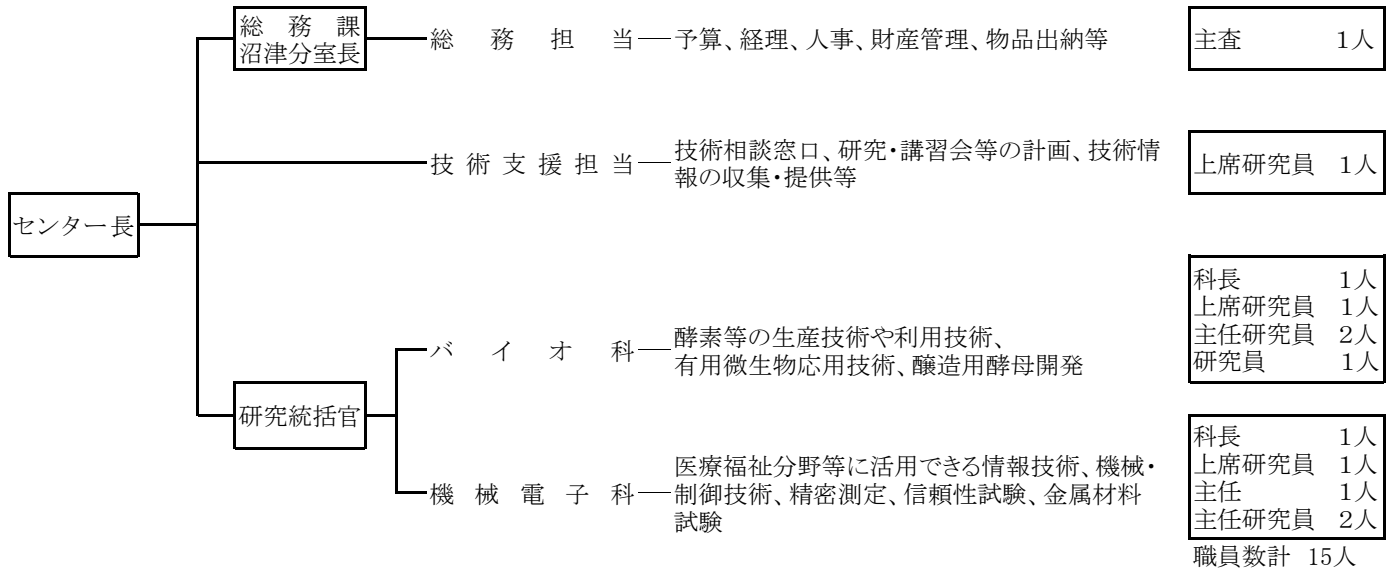 総務課
沼津分室長
総務担当
予算、経理、人事、財産管理、物品出納等
主査 1人
技術支援担当
技術相談窓口、研究・講習会等の計画、技術情
報の収集・提供等
上席研究員 1人
センター長
研究統括官
バイオ科
酵素等の生産技術や利用技術、
有用微生物応用技術、醸造用酵母開発
科長 1人
上席研究員 1人
主任研究員 2人
研究員 1人
機械電子科
医療福祉分野等に活用できる情報技術、機械・
制御技術、精密測定、信頼性試験、金属材料
試験
科長 1人
上席研究員 1人
主任 1人
主任研究員 2人
職員数計 15人